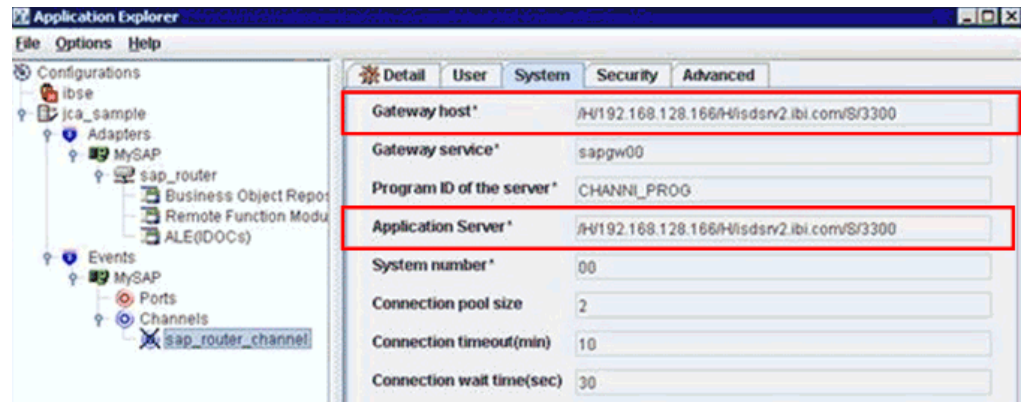 Application Explorer
File Options Help
Configurations
ibse
jca_sample
Adapters
MySAP
sap_router
Business Object Repos
Remote Function Modu
ALE(IDOCs)
Events
MySAP
Ports
Channels
sap_router_channel
Detail User System Security Advanced
Gateway host* /H/192.168.128.166/H/isdsrv2.ibi.com/S/3300
Gateway service* sapgw00
Program ID of the server* CHANNI_PROG
Application Server* /H/192.168.128.166/H/isdsrv2.ibi.com/S/3300
System number* 00
Connection pool size 2
Connection timeout(min) 10
Connection wait time(sec) 30